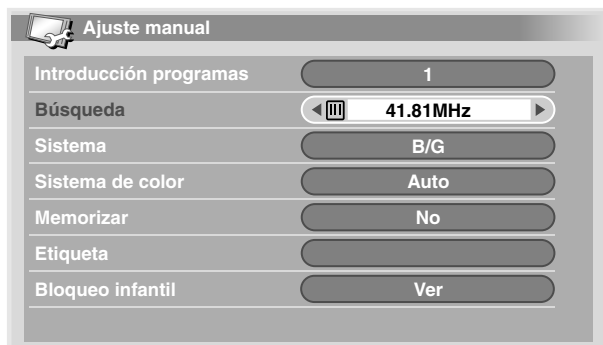 Ajuste manual
Introducción programas 1
Búsqueda 41.81MHz
Sistema B/G
Sistema de color Auto
Memorizar No
Etiqueta
Bloqueo infantil Ver